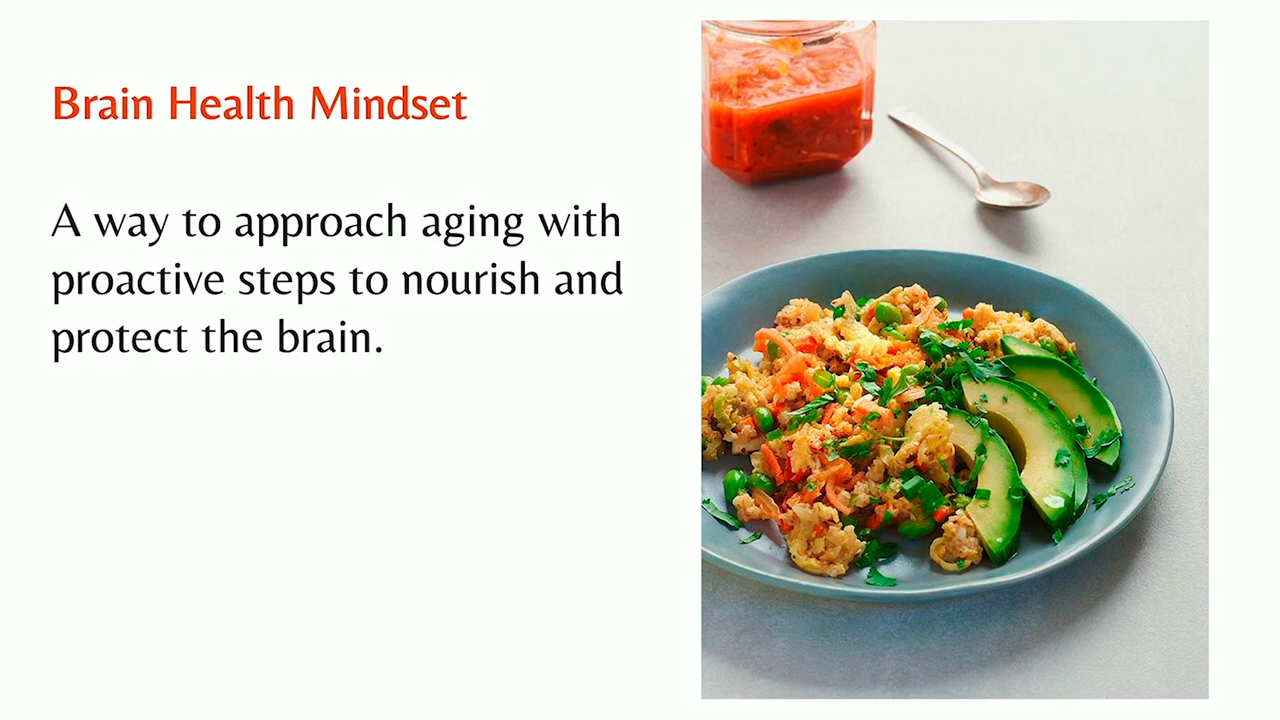 Brain Health Mindset
A way to approach aging with
proactive steps to nourish and
protect the brain.